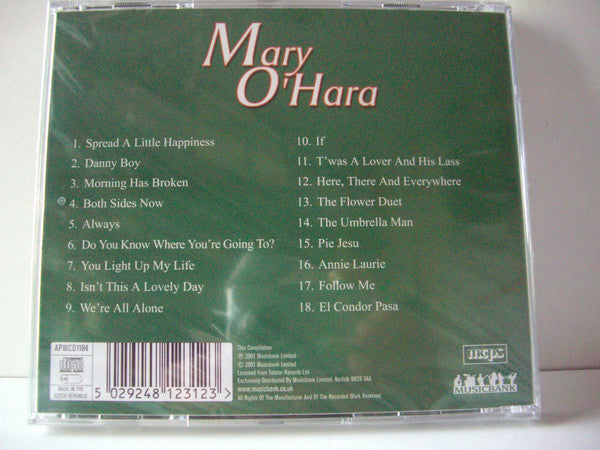 Mary
O'Hara
1. Spread A Little Happiness
2. Danny Boy
3. Morning Has Broken
4. Both Sides Now
5. Always
6. Do You Know Where You're Going To?
7. You Light Up My Life
8. Isn't This A Lovely Day
9. We're All Alone
10. If
11. T'was A Lover And His Lass
12. Here, There And Everywhere
13. The Flower Duet
14. The Umbrella Man
15. Pie Jesu
16. Annie Laurie
17. Follow Me
18. El Condor Pasa
APWCD1184
MADE IN THE
CZECH REPUBLIC
5 029248 123123 >
This Compilation
℗ 2001 Musicbank Limited
© 2001 Musicbank Limited
Licensed from Telstar Records Ltd
Exclusively Distributed By Musicbank Limited, Norfolk
www.musicbank.co.uk
All Rights Of The Manufacturer And Of The Recorded Work Reserved
mcps
MUSICBANK